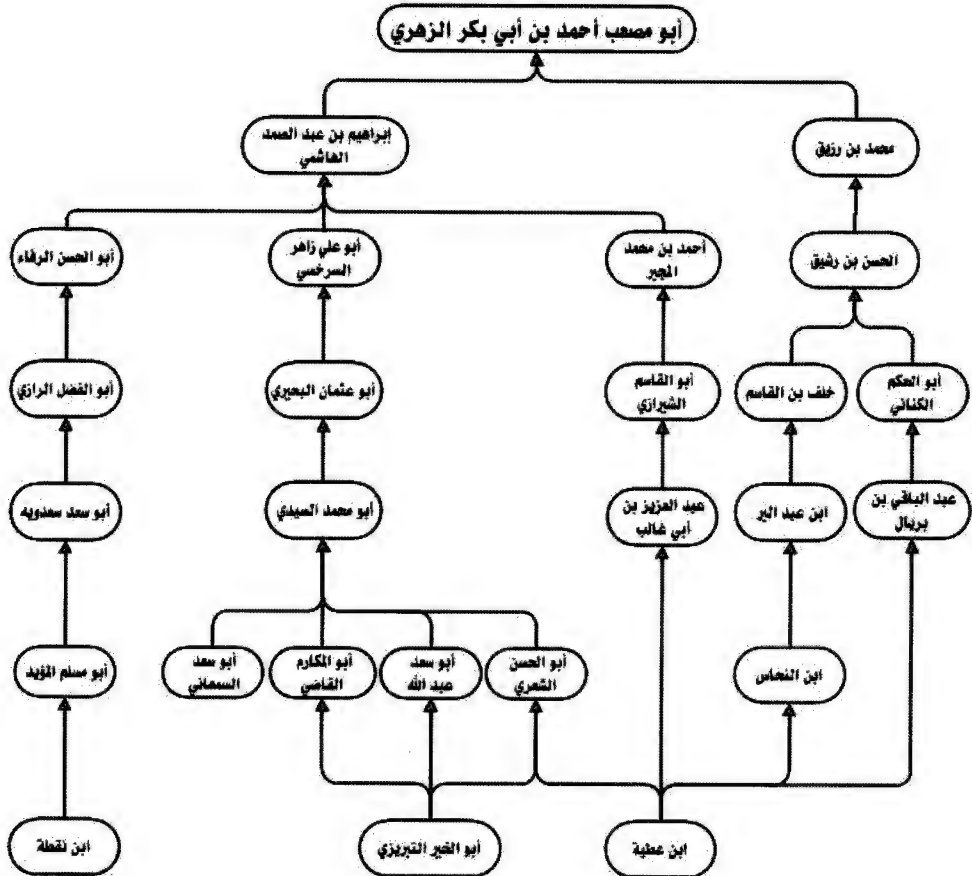 أبو مصعب أحمد بن أبي بكر الزهري
محمد بن رزيق
إبراهيم بن عبد الصمد
الهاشمي
الحسن بن رشيق
أحمد بن محمد
المجبر
أبو علي زاهر
السرخسي
أبو الحسن الرفاء
أبو الحكم
الكناني
خلف بن القاسم
أبو القاسم
الشيرازي
أبو عثمان البحيري
أبو الفضل الرازي
عبد الباقي بن
بريال
ابن عبد البر
عبد العزيز بن
أبي غالب
أبو محمد السيدي
أبو سعد سعدويه
ابن النحاس
أبو الحسن
الشعري
أبو سعد
عبد الله
أبو المكارم
القاضي
أبو سعد
السمعاني
أبو مسلم المؤيد
ابن عطية
أبو الخير التبريزي
ابن نقطة